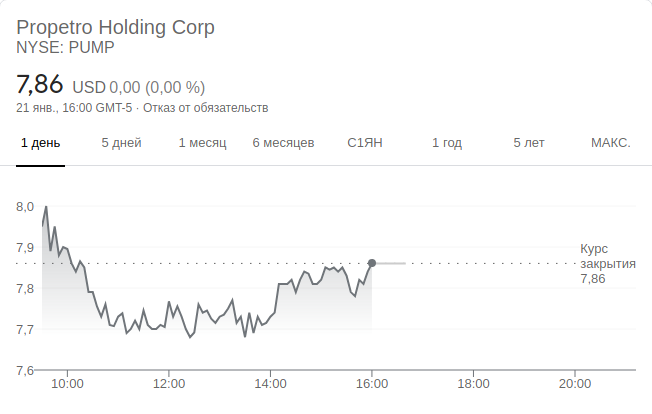 Propetro Holding Corp
NYSE: PUMP
7,86 USD 0,00 (0,00 %)
21 янв., 16:00 GMT-5 · Отказ от обязательств
1 день 5 дней 1 месяц 6 месяцев С1ЯН 1 год 5 лет МАКС.
8,0
7,9
7,8
7,7
7,6
Курс
закрытия
7,86
10:00 12:00 14:00 16:00 18:00 20:00